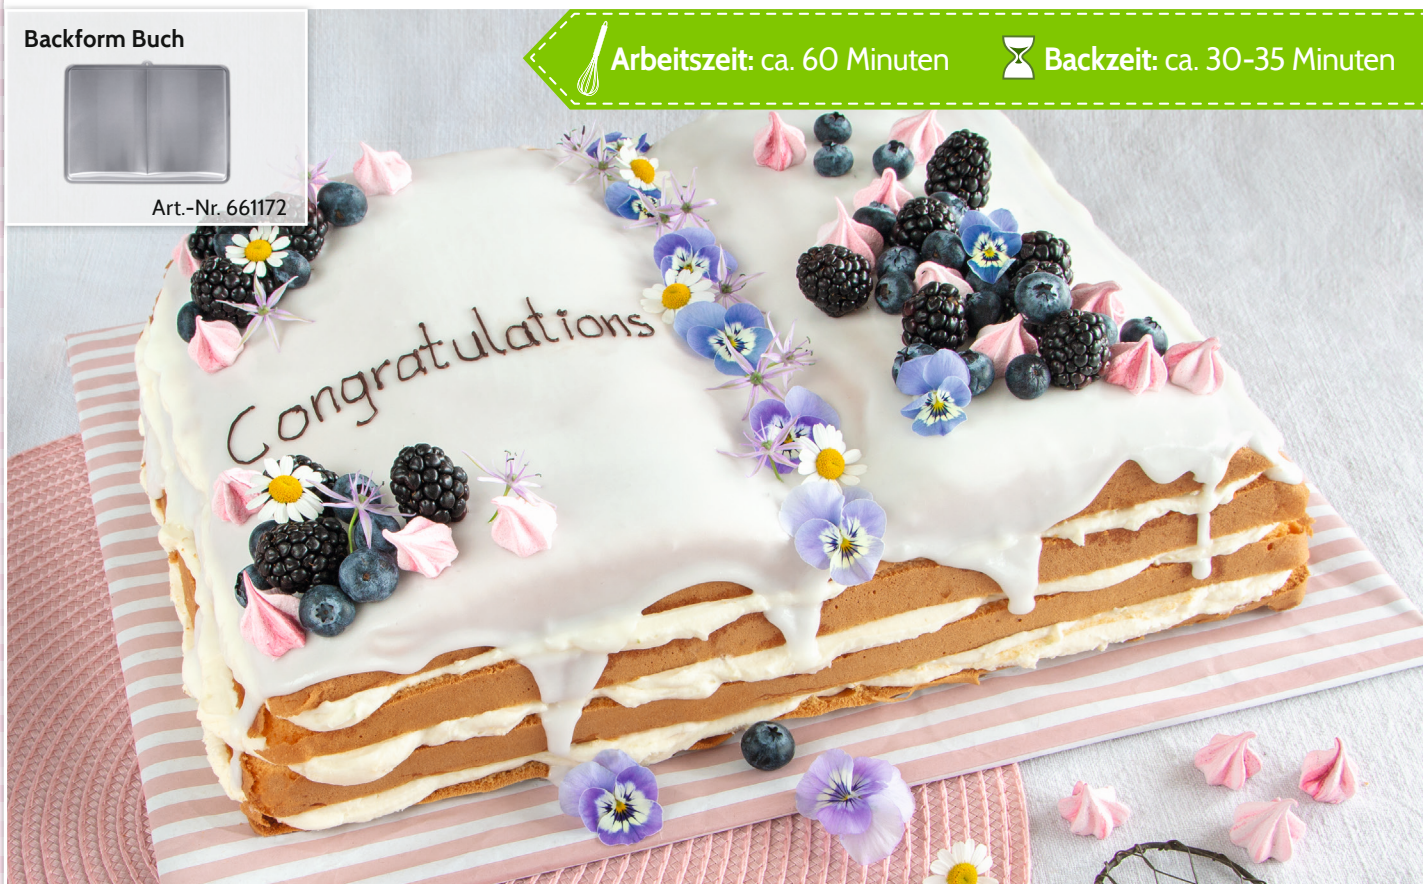 Backform Buch
Art.-Nr. 661172
Arbeitszeit: ca. 60 Minuten
Backzeit: ca. 30-35 Minuten
Congratulations